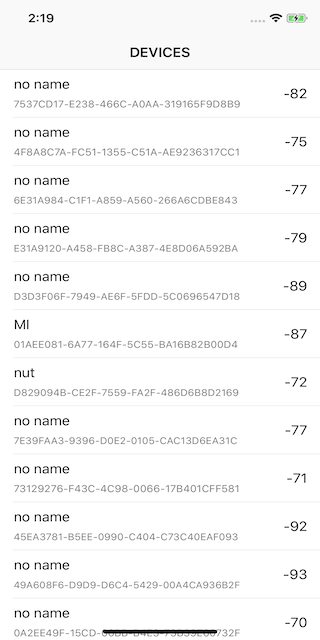 2:19
DEVICES
no name
-82
7537CD17-E238-466C-A0AA-319165F9D8B9
no name
-75
4F8A8C7A-FC51-1355-C51A-AE9236317CC1
no name
-77
6E31A984-C1F1-A859-A560-266A6CDBE843
no name
-79
E31A9120-A458-FB8C-A387-4E8D06A592BA
no name
-89
D3D3F06F-7949-AE6F-5FDD-5C0696547D18
MI
-87
01AEE081-6A77-164F-5C55-BA16B82B00D4
nut
-72
D829094B-CE2F-7559-FA2F-486D6B8D2169
no name
-77
7E39FAA3-9396-D0E2-0105-CAC13D6EA31C
no name
-71
73129276-F43C-4C98-0066-17B401CFF581
no name
-92
45EA3781-B5EE-0990-C404-C73C40EAF093
no name
-93
49A608F6-D9D9-D6C4-5429-00A4CA936B2F
no name
-70